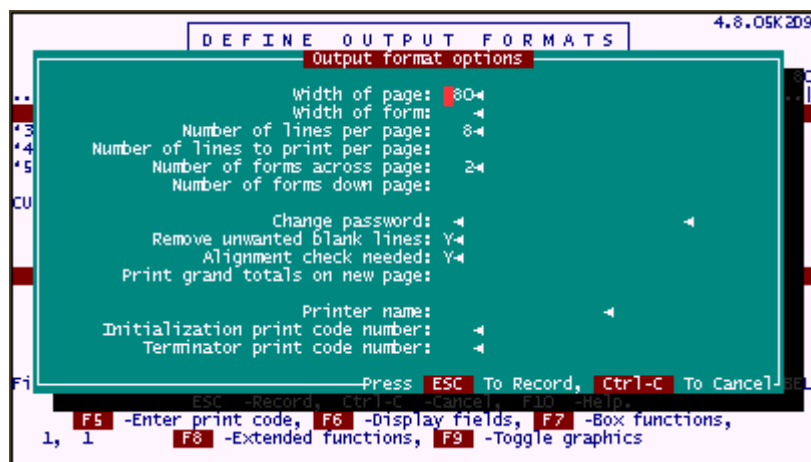 4.8.05K2D9
DEFINE OUTPUT FORMATS
Output format options
Width of page: 80
Width of form:
Number of lines per page: 8
Number of lines to print per page:
Number of forms across page: 2
Number of forms down page:
Change password:
Remove unwanted blank lines: Y
Alignment check needed: Y
Print grand totals on new page:
Printer name:
Initialization print code number:
Terminator print code number:
Press ESC To Record, Ctrl-C To Cancel
ESC -Record, Ctrl-C -Cancel, F10 -Help.
F5 -Enter print code, F6 -Display fields, F7 -Box functions,
1, 1 F8 -Extended functions, F9 -Toggle graphics